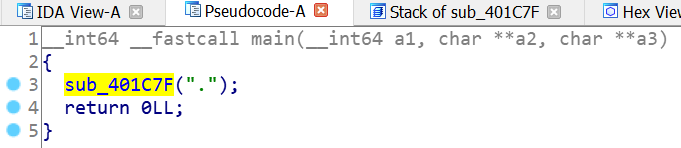 IDA View-A Pseudocode-A Stack of sub_401C7F Hex Vie
1 __int64 __fastcall main(__int64 a1, char **a2, char **a3)
2 {
3 sub_401C7F(".");
4 return 0LL;
5 }